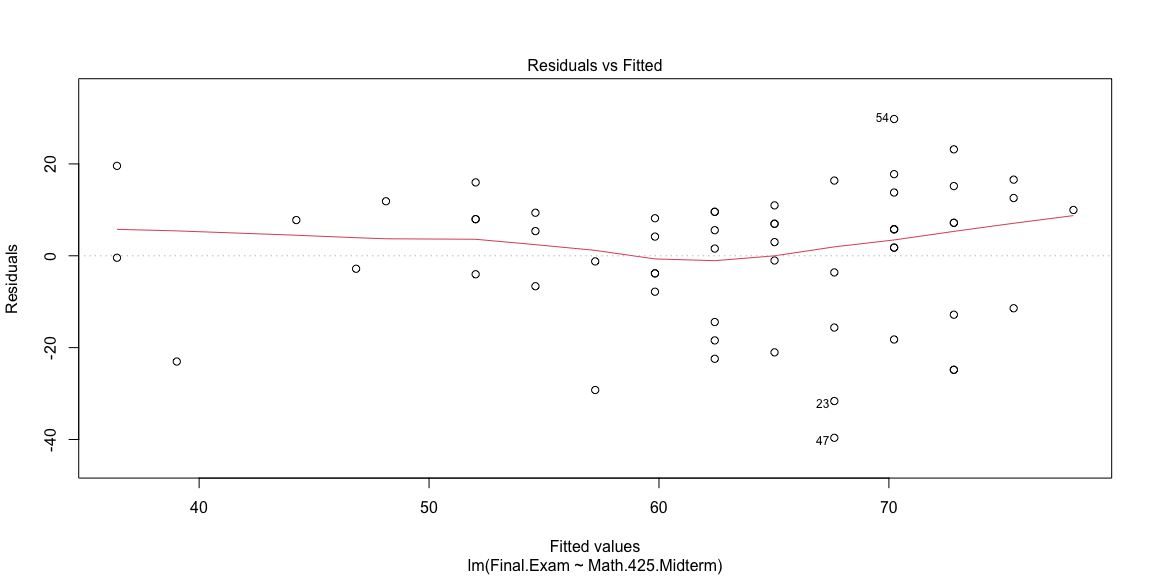 Residuals vs Fitted
Residuals
20
0
-20
-40
54
23
47
40
50
60
70
Fitted values
lm(Final.Exam ~ Math.425.Midterm)